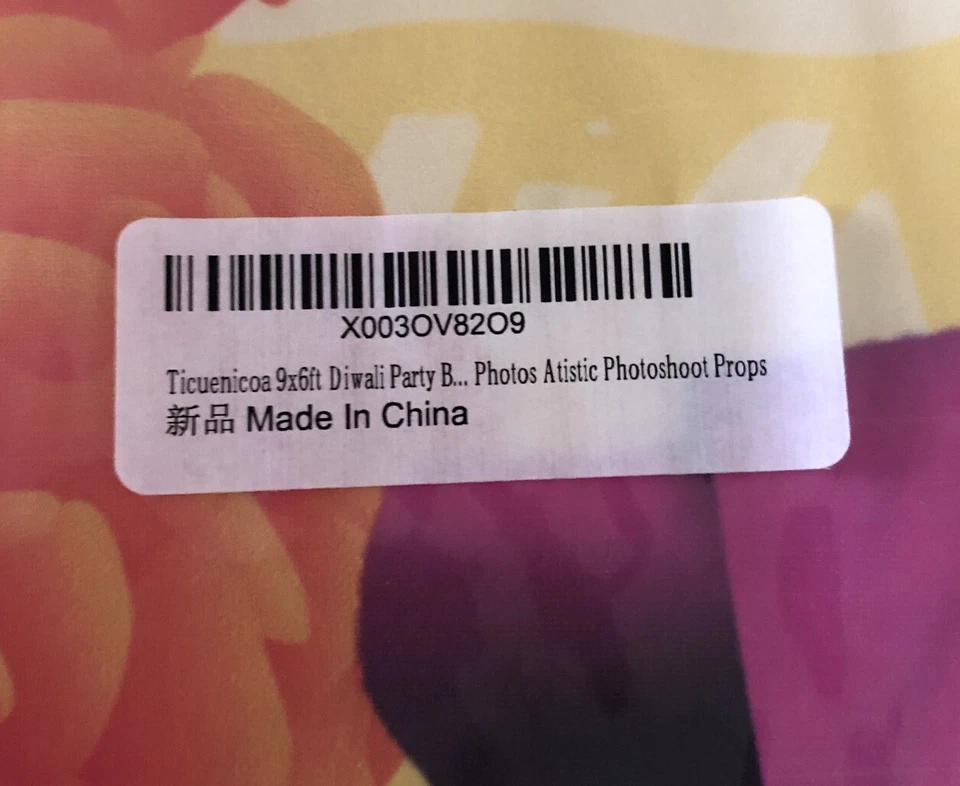 X003OV82O9
Ticuenicoa 9x6ft Diwali Party B... Photos Atistic Photoshoot Props
新品 Made In China